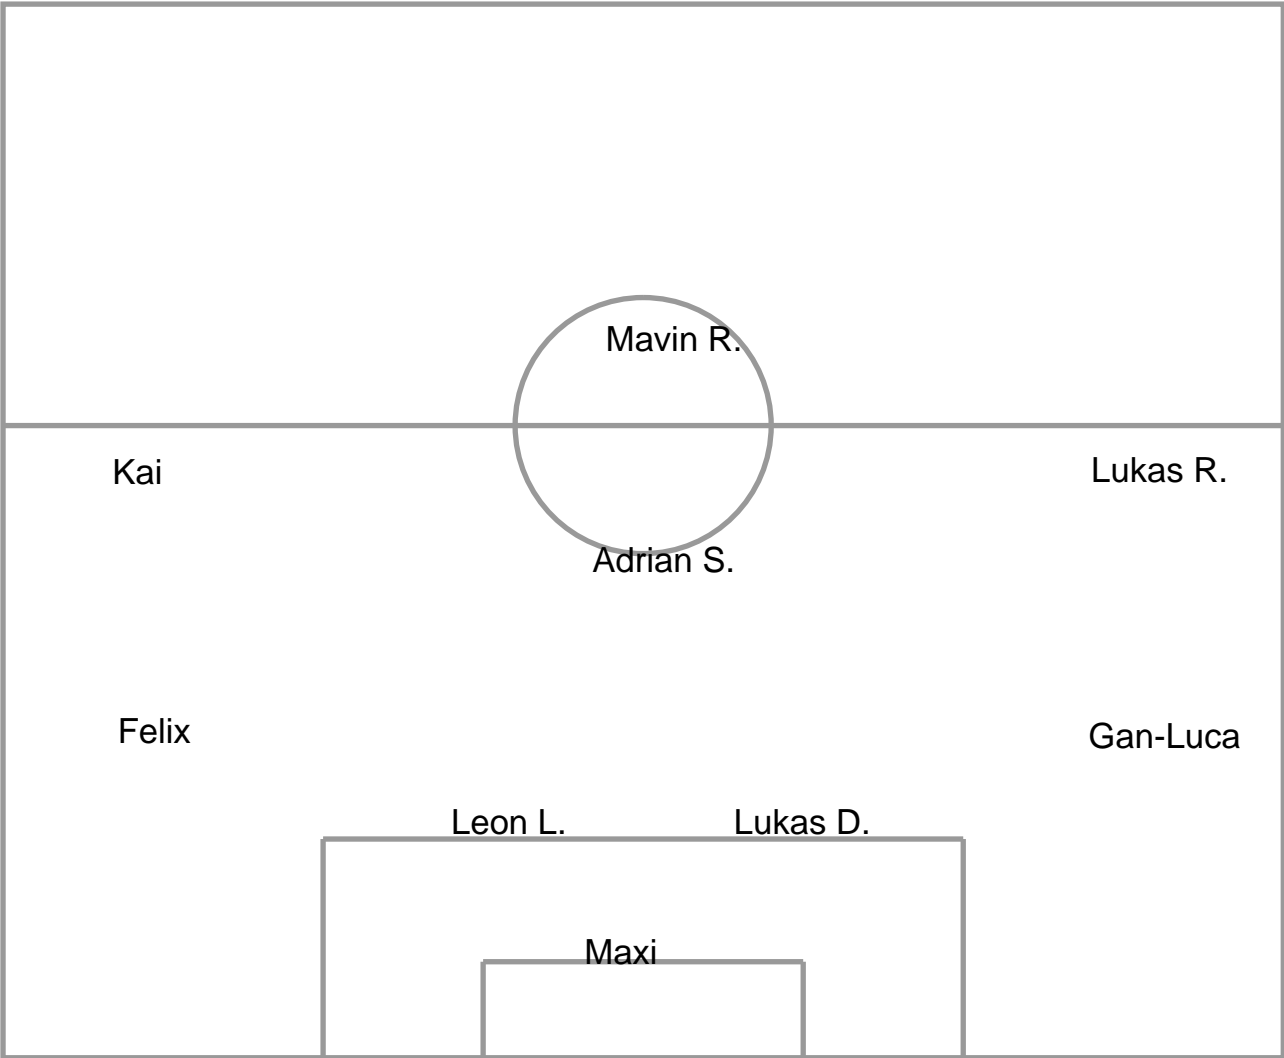 Mavin R.
Kai
Lukas R.
Adrian S.
Felix
Gan-Luca
Leon L.
Lukas D.
Maxi